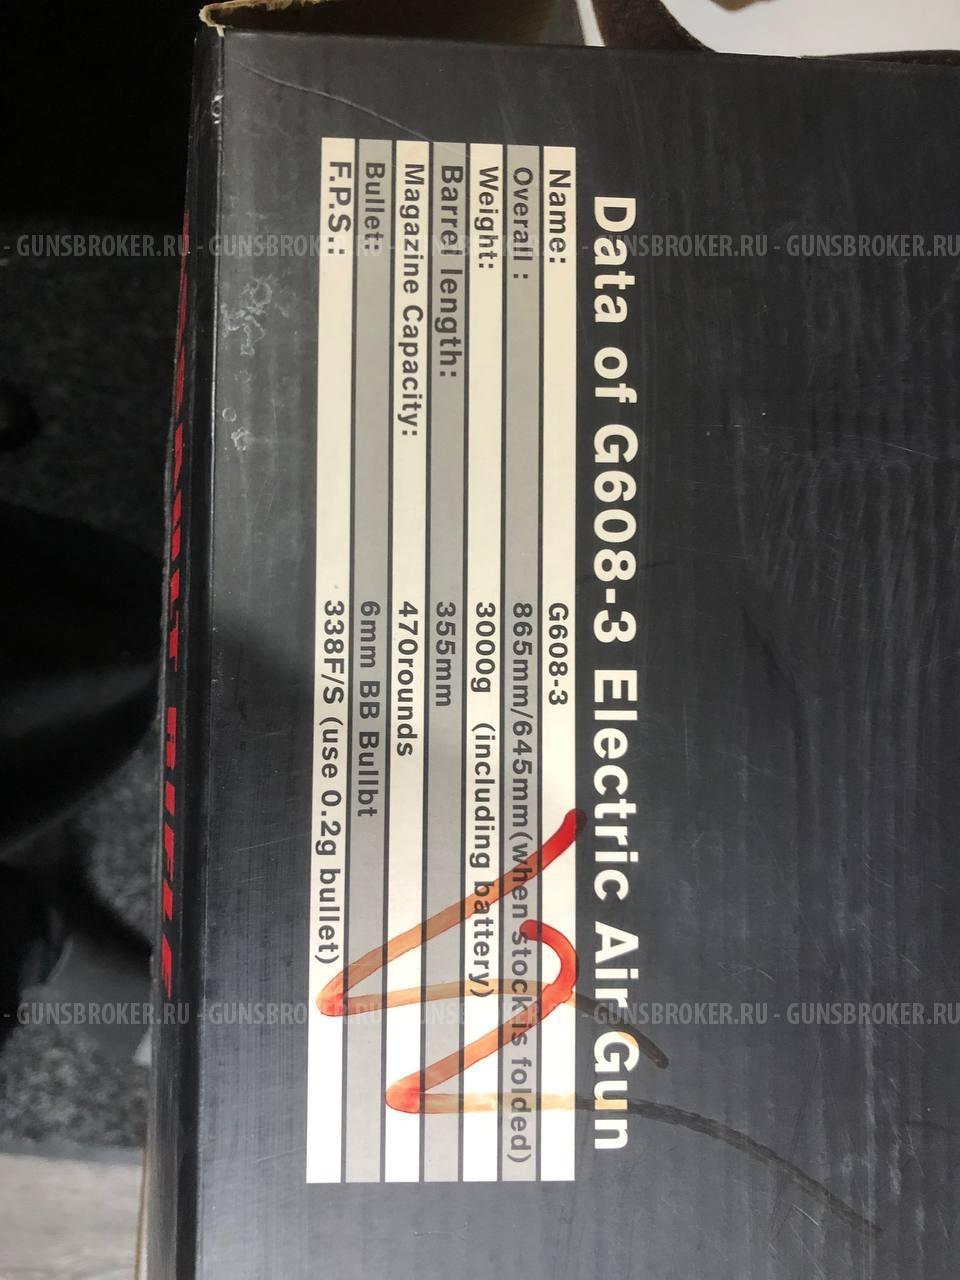 Data of G608-3 Electric Air Gun
Name: G608-3
Overall : 865mm/645mm(when stock is folded)
Weight: 3000g (including battery)
Barrel length: 355mm
Magazine Capacity: 470rounds
Bullet: 6mm BB Bullbt
F.P.S.: 338F/S (use 0.2g bullet)
- GUNSBROKER.RU - GUNSBROKER.RU - GUNSBROKER.RU - GUNSBROKER.RU - GUNSBROKER.RU
- GUNSBROKER.RU - GUNSBROKER.RU - GUNSBROKER.RU - GUNSBROKER.RU - GUNSBROKER.RU